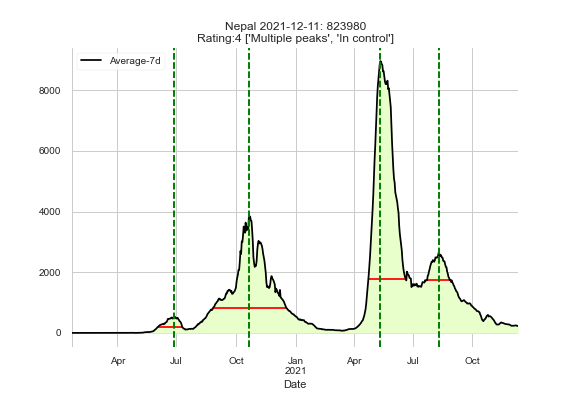 Nepal 2021-12-11: 823980
Rating:4 ['Multiple peaks', 'In control']
Average-7d
8000
6000
4000
2000
0
Apr Jul Oct Jan Apr Jul Oct
2021
Date